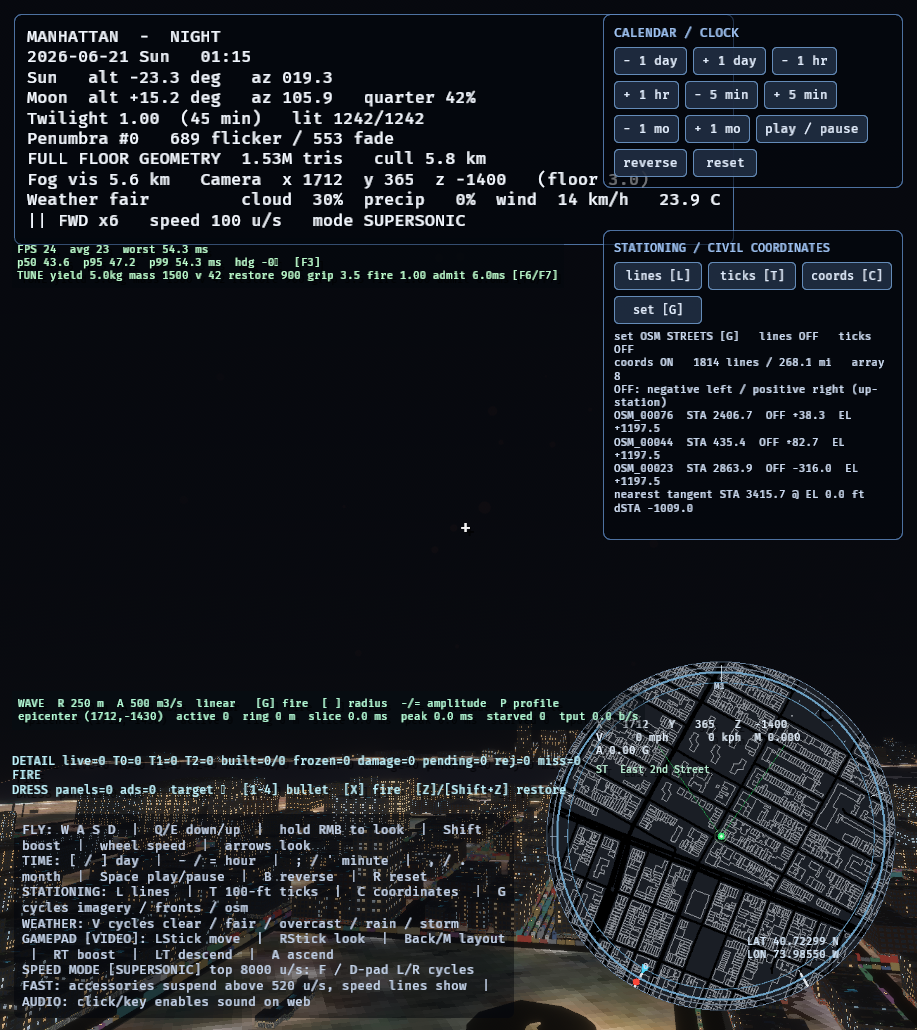 MANHATTAN  -  NIGHT
2026-06-21 Sun   01:15
Sun   alt -23.3 deg   az 019.3
Moon  alt +15.2 deg   az 105.9   quarter 42%
Twilight 1.00  (45 min)   lit 1242/1242
Penumbra #0   689 flicker / 553 fade
FULL FLOOR GEOMETRY  1.53M tris   cull 5.8 km
Fog vis 5.6 km   Camera  x 1712  y 365  z -1400   (floor 3.0)
Weather fair         cloud  30%  precip   0%  wind  14 km/h   23.9 C
|| FWD x6   speed 100 u/s   mode SUPERSONIC
FPS 24  avg 23  worst 54.3 ms
p50 43.6  p95 47.2  p99 54.3 ms  hdg -0  [F3]
TUNE yield 5.0kg mass 1500 v 42 restore 900 grip 3.5 fire 1.00 admit 6.0ms [F6/F7]
CALENDAR / CLOCK
- 1 day
+ 1 day
- 1 hr
+ 1 hr
- 5 min
+ 5 min
- 1 mo
+ 1 mo
play / pause
reverse
reset
STATIONING / CIVIL COORDINATES
lines [L]
ticks [T]
coords [C]
set [G]
set OSM STREETS [G]   lines OFF   ticks
OFF
coords ON   1814 lines / 268.1 mi   array
8
OFF: negative left / positive right (up-
station)
OSM_00076  STA 2406.7  OFF +38.3  EL
+1197.5
OSM_00044  STA 435.4  OFF +82.7  EL
+1197.5
OSM_00023  STA 2863.9  OFF -316.0  EL
+1197.5
nearest tangent STA 3415.7 @ EL 0.0 ft
dSTA -1009.0
WAVE  R 250 m  A 500 m3/s  linear   [G] fire  [ ] radius  -/= amplitude  P profile
epicenter (1712,-1430)  active 0  ring 0 m  slice 0.0 ms  peak 0.0 ms  starved 0  tput 0.0 b/s
DETAIL live=0 T0=0 T1=0 T2=0 built=0/0 frozen=0 damage=0 pending=0 rej=0 miss=0
FIRE
DRESS panels=0 ads=0  target  [1-4] bullet  [X] fire  [Z]/[Shift+Z] restore
FLY: W A S D  |  Q/E down/up  |  hold RMB to look  |  Shift
boost  |  wheel speed  |  arrows look
TIME: [ / ] day  |  - / = hour  |  ; / ' minute  |  , / .
month  |  Space play/pause  |  B reverse  |  R reset
STATIONING: L lines  |  T 100-ft ticks  |  C coordinates  |  G
cycles imagery / fronts / osm
WEATHER: V cycles clear / fair / overcast / rain / storm
GAMEPAD [VIDEO]: LStick move  |  RStick look  |  Back/M layout
|  RT boost  |  LT descend  |  A ascend
SPEED MODE [SUPERSONIC] top 8000 u/s: F / D-pad L/R cycles
FAST: accessories suspend above 520 u/s, speed lines show  |
AUDIO: click/key enables sound on web
1712   Y   365   Z  -1400
V     0 mph      0 kph  M 0.000
A 0.00 G
ST  East 2nd Street
LAT 40.72299 N
LON 73.98550 W